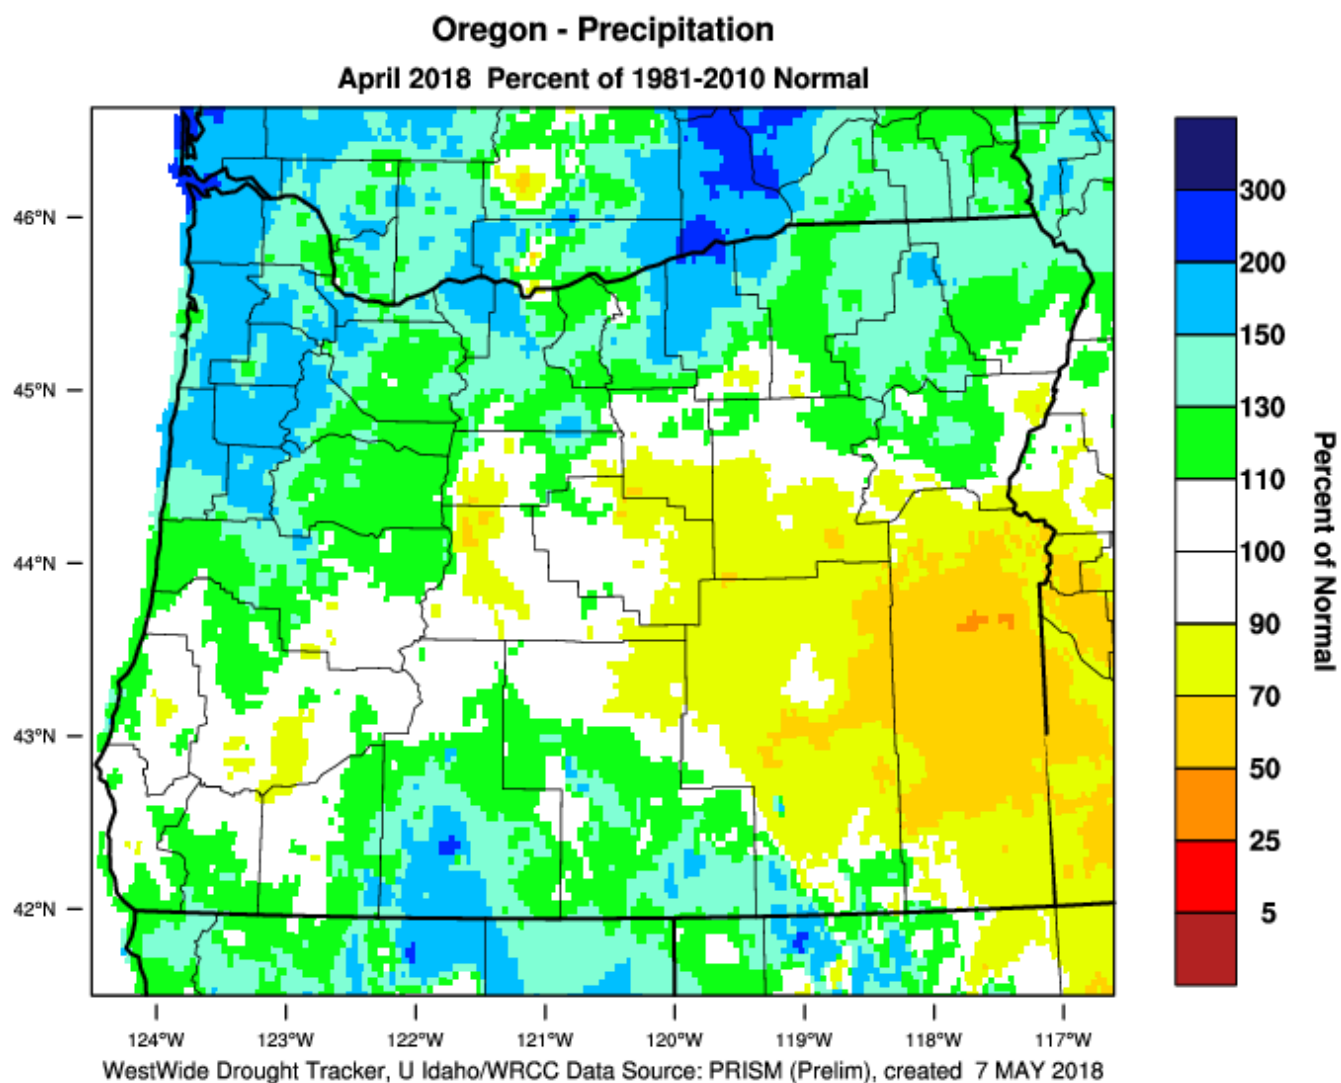 Oregon - Precipitation
April 2018 Percent of 1981-2010 Normal
46°N
45°N
44°N
43°N
42°N
124°W
123°W
122°W
121°W
120°W
119°W
118°W
117°W
300
200
150
130
110
100
90
70
50
25
5
Percent of Normal
WestWide Drought Tracker, U Idaho/WRCC Data Source: PRISM (Prelim), created 7 MAY 2018